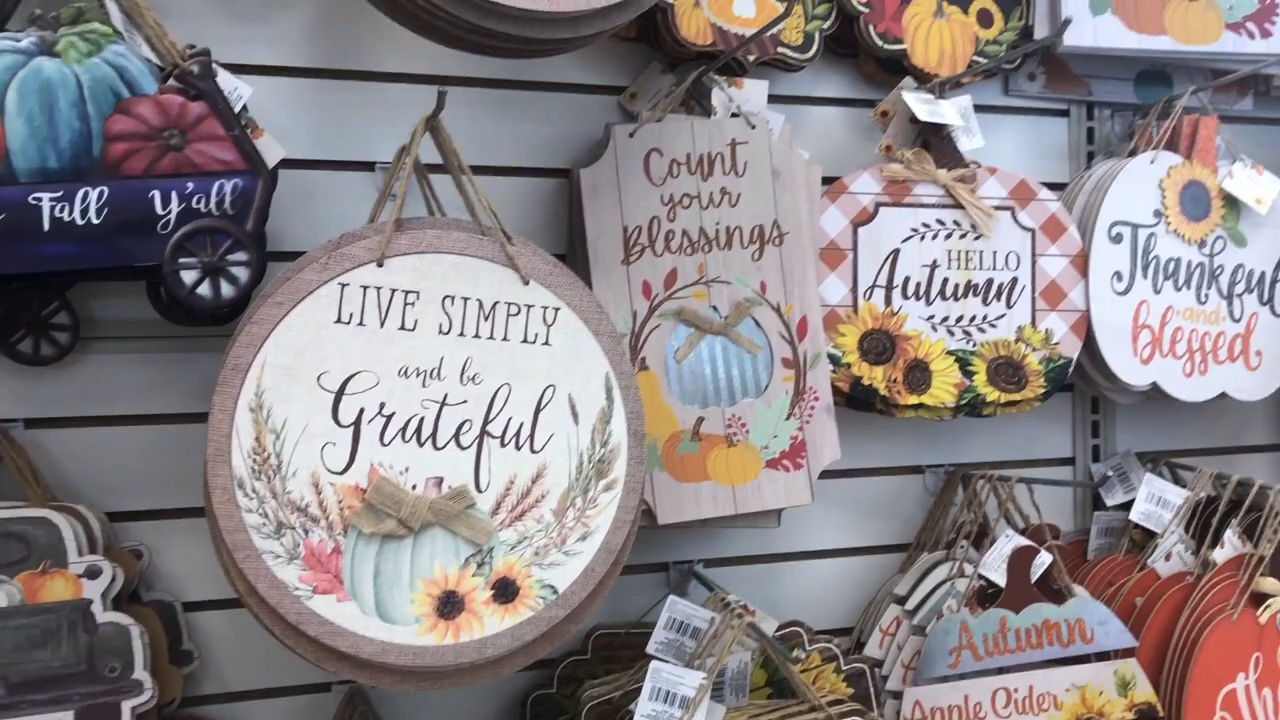 Fall Y'all
LIVE SIMPLY
and be
Grateful
Count
your
Blessings
HELLO
Autumn
Thankful
and
Blessed
Autumn
Apple Cider